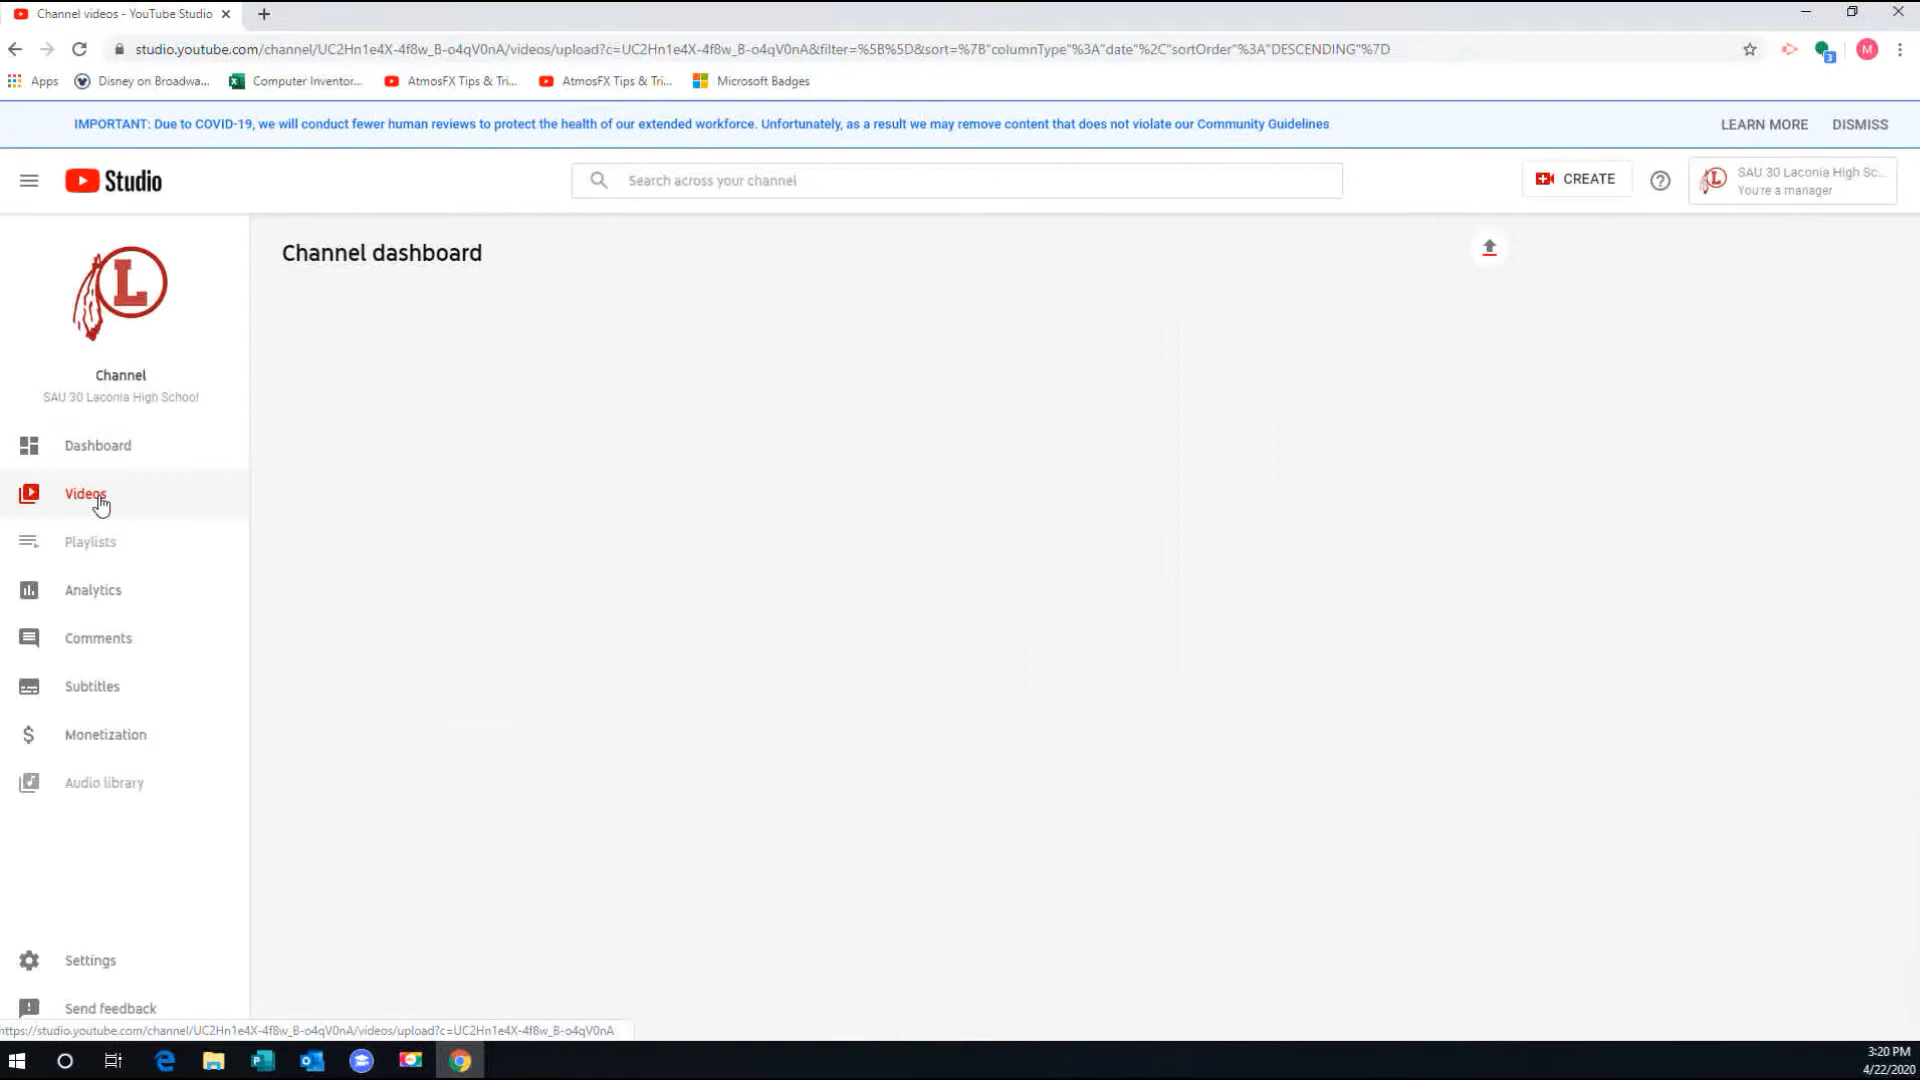 Channel videos - YouTube Studio
studio.youtube.com/channel/UC2Hn1e4X-4f8w_B-o4qV0nA/videos/upload?c=UC2Hn1e4X-4f8w_B-o4qV0nA&filter=%5B%5D&sort=%7B"columnType"%3A"date"%2C"sortOrder"%3A"DESCENDING"%7D
3
M
Apps
Disney on Broadwa...
Computer Inventor...
AtmosFX Tips & Tri...
AtmosFX Tips & Tri...
Microsoft Badges
IMPORTANT: Due to COVID-19, we will conduct fewer human reviews to protect the health of our extended workforce. Unfortunately, as a result we may remove content that does not violate our Community Guidelines
LEARN MORE
DISMISS
Studio
Search across your channel
CREATE
L
SAU 30 Laconia High Sc...
You're a manager
L
Channel dashboard
Channel
SAU 30 Laconia High School
Dashboard
Videos
Playlists
Analytics
Comments
Subtitles
Monetization
Audio library
Settings
Send feedback
https://studio.youtube.com/channel/UC2Hn1e4X-4f8w_B-o4qV0nA/videos/upload?c=UC2Hn1e4X-4f8w_B-o4qV0nA
3:20 PM
4/22/2020